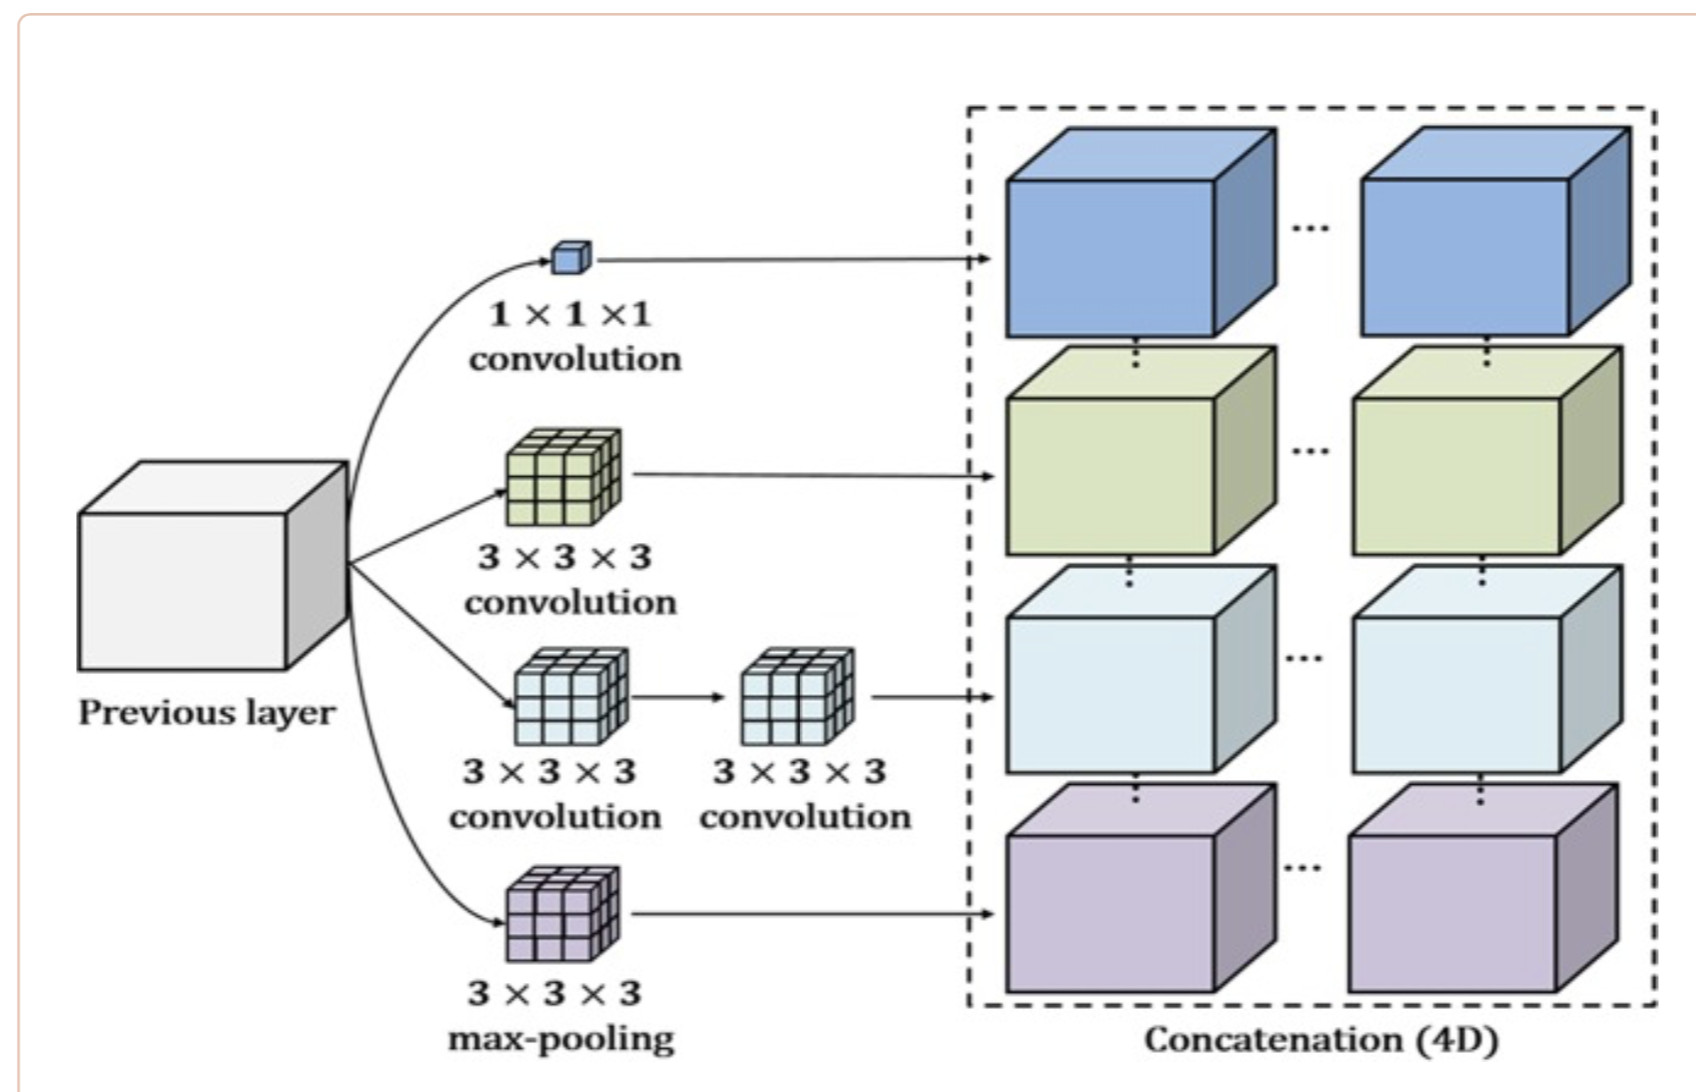 1 × 1 ×1
convolution
3 × 3 × 3
convolution
Previous layer
3 × 3 × 3
convolution
3 × 3 × 3
convolution
3 × 3 × 3
max-pooling
Concatenation (4D)